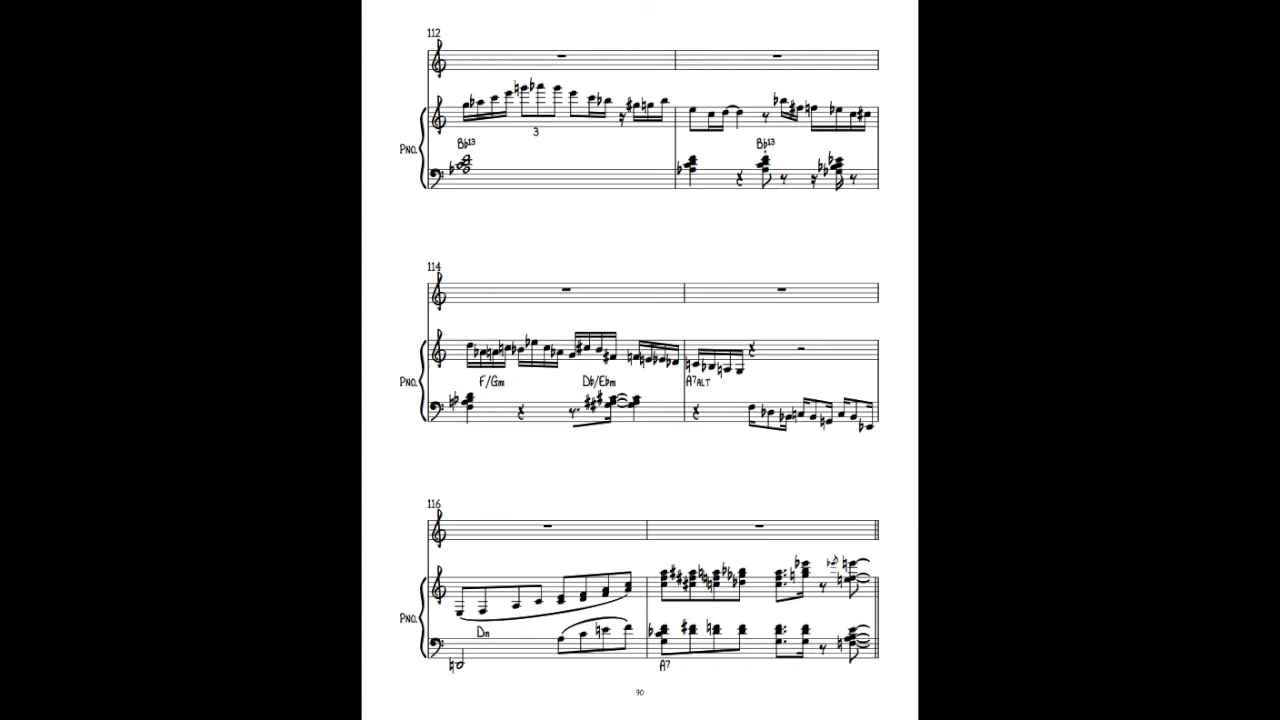 112
3
B♭13
B♭13
PNO.
114
F/Gm
D♭/E♭m
A7ALT
PNO.
116
Dm
PNO.
A7
90